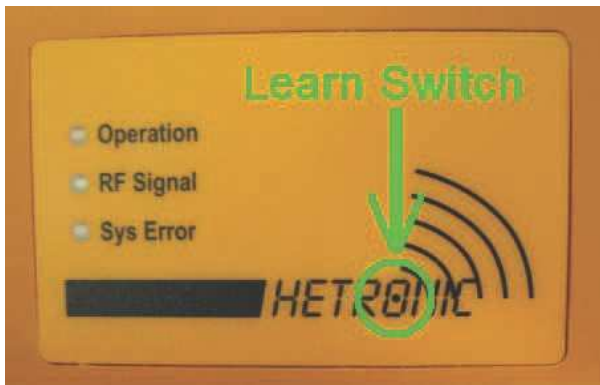 Learn Switch
Operation
RF Signal
Sys Error
HETRONIC